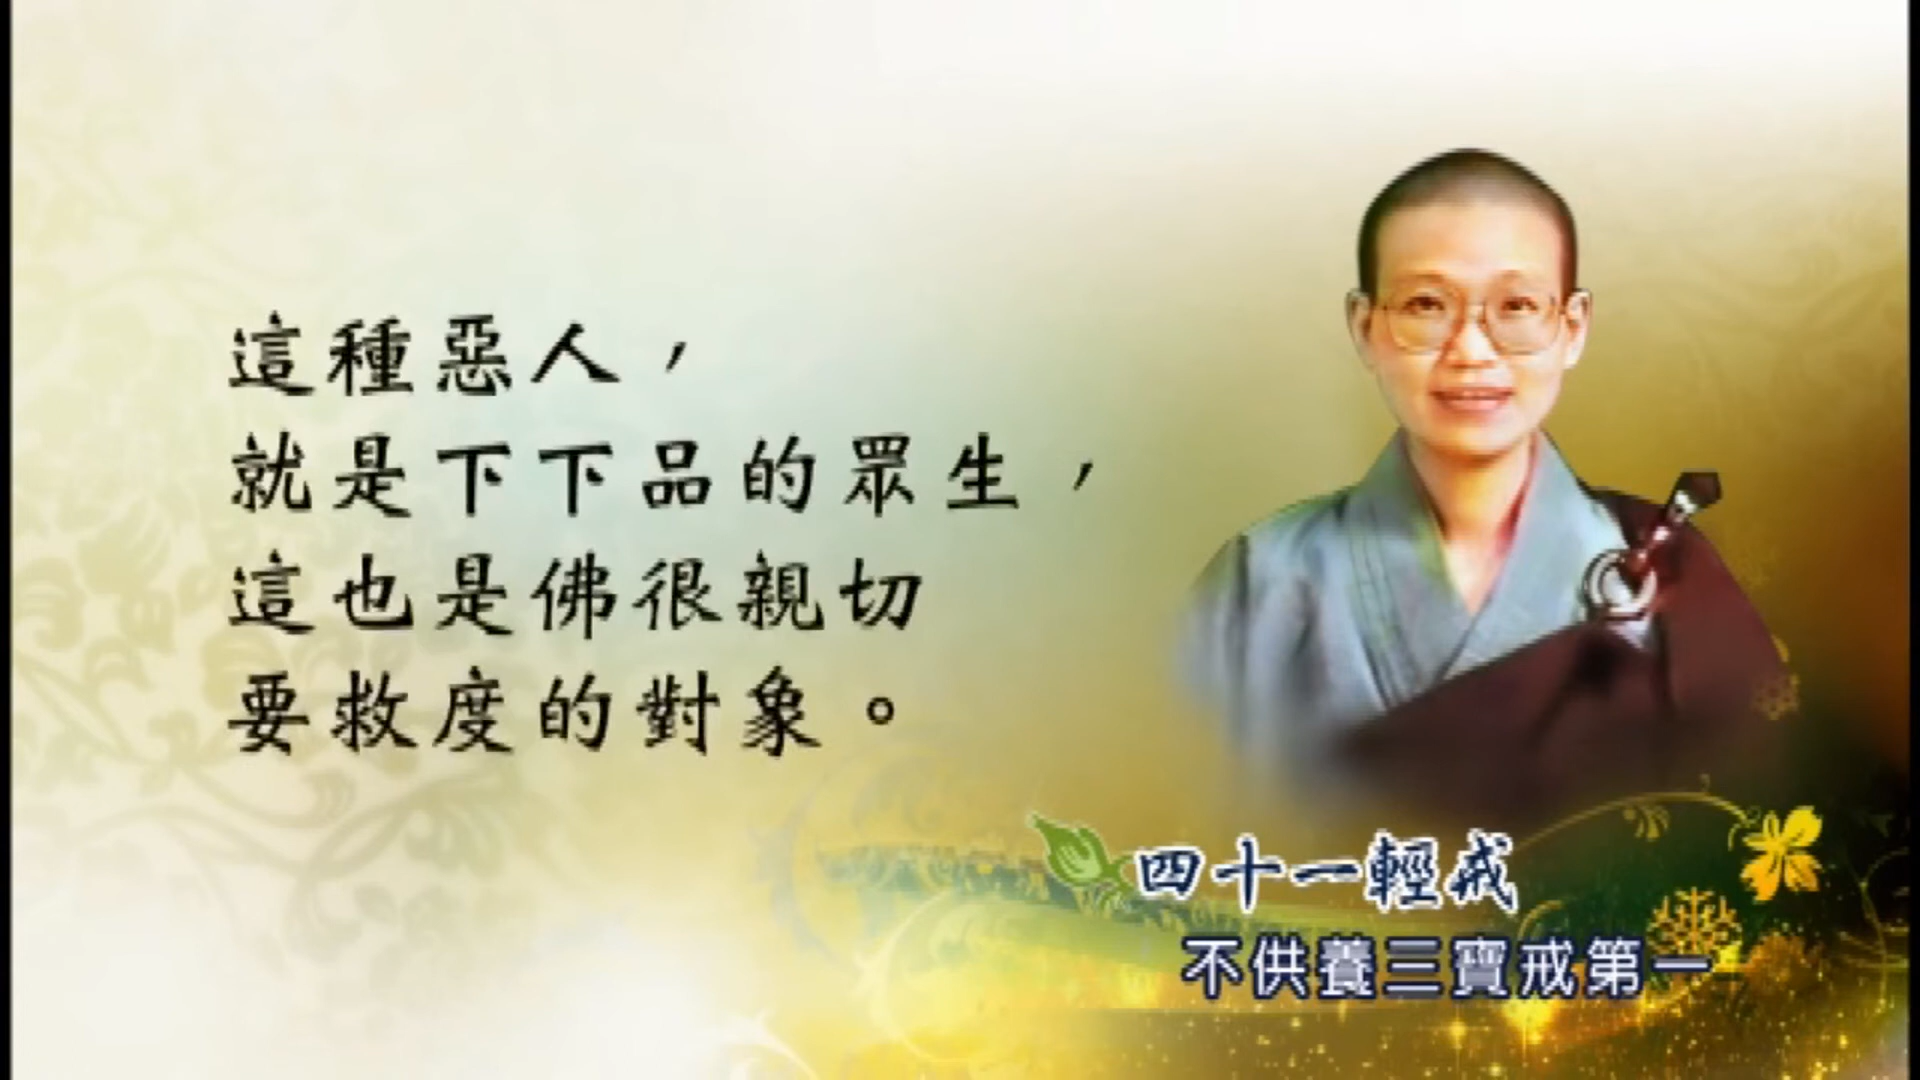 這種惡人，
就是下下品的眾生，
這也是佛很親切
要救度的對象。
四十一輕戒
不供養三寶戒第一